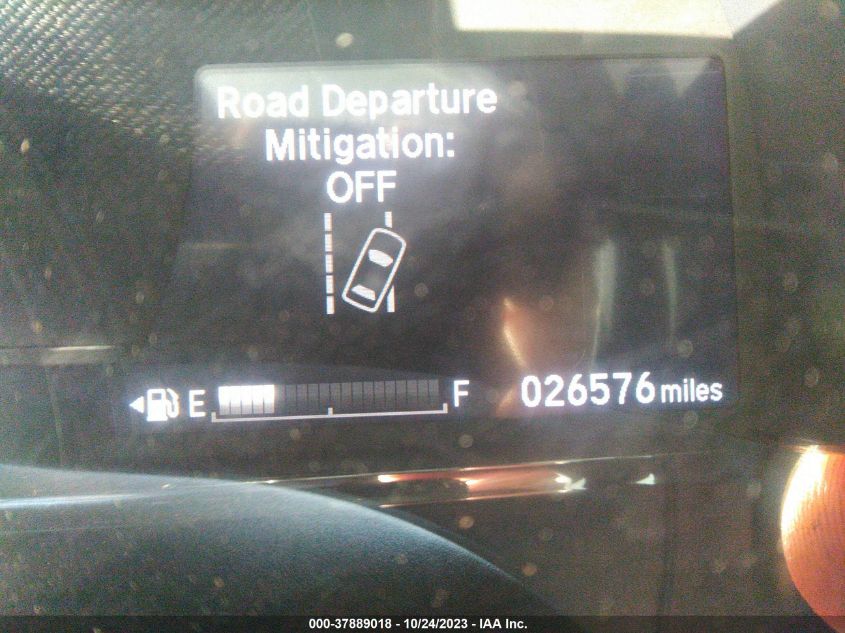 Road Departure
Mitigation:
OFF
E F 026576 miles
000-37889018 - 10/24/2023 - IAA Inc.